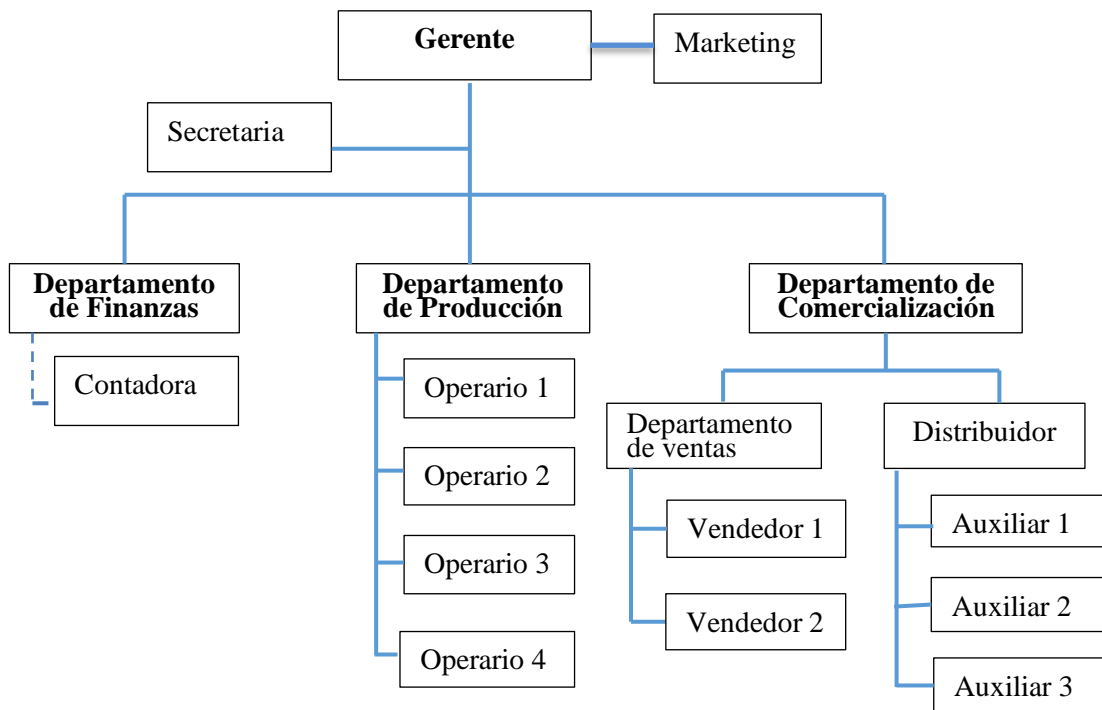 Gerente
Marketing
Secretaria
Departamento
de Finanzas
Contadora
Departamento
de Producción
Operario 1
Operario 2
Operario 3
Operario 4
Departamento de
Comercialización
Departamento
de ventas
Vendedor 1
Vendedor 2
Distribuidor
Auxiliar 1
Auxiliar 2
Auxiliar 3